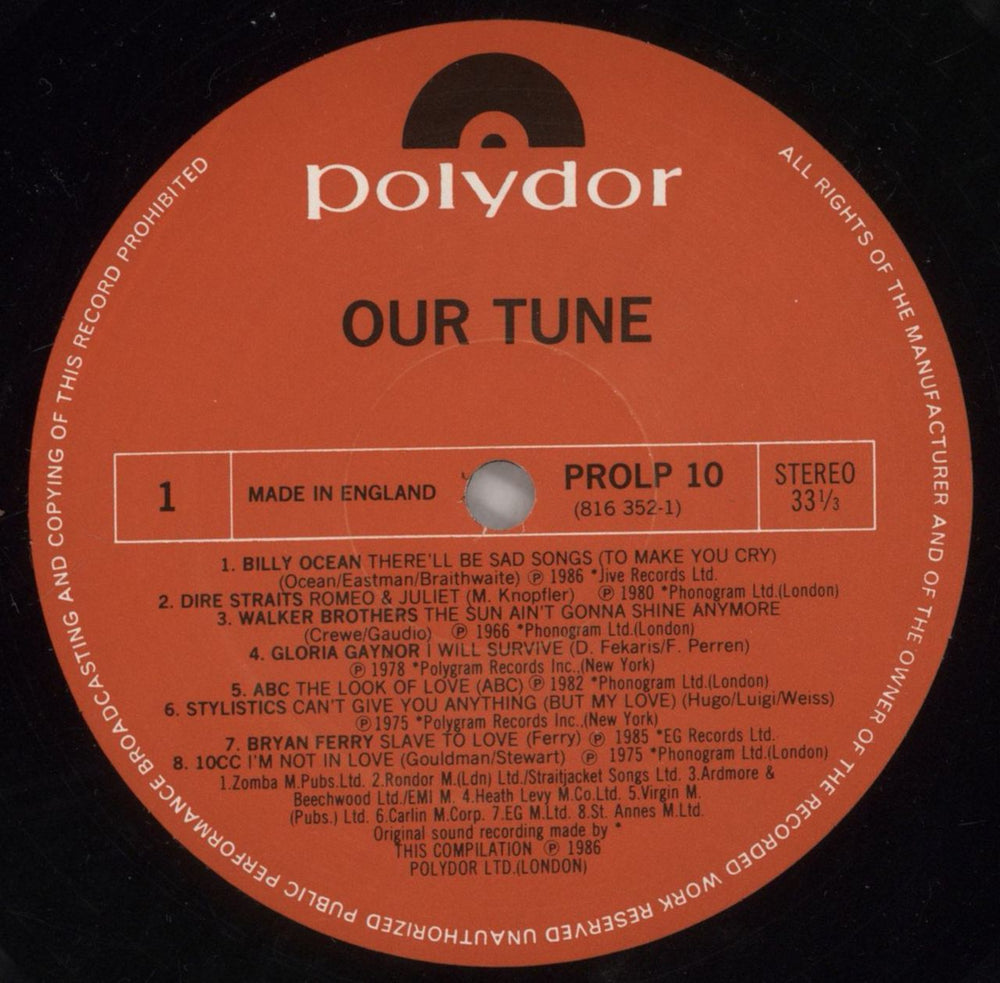 polydor
OUR TUNE
1
MADE IN ENGLAND
PROLP 10
(816 352-1)
STEREO
33⅓
1. BILLY OCEAN THERE'LL BE SAD SONGS (TO MAKE YOU CRY)
(Ocean/Eastman/Braithwaite) ℗ 1986 *Jive Records Ltd.
2. DIRE STRAITS ROMEO & JULIET (M. Knopfler) ℗ 1980 *Phonogram Ltd.(London)
3. WALKER BROTHERS THE SUN AIN'T GONNA SHINE ANYMORE
(Crewe/Gaudio) ℗ 1966 *Phonogram Ltd.(London)
4. GLORIA GAYNOR I WILL SURVIVE (D. Fekaris/F. Perren)
℗ 1978 *Polygram Records Inc.,(New York)
5. ABC THE LOOK OF LOVE (ABC) ℗ 1982 *Phonogram Ltd.(London)
6. STYLISTICS CAN'T GIVE YOU ANYTHING (BUT MY LOVE) (Hugo/Luigi/Weiss)
℗ 1975 *Polygram Records Inc.,(New York)
7. BRYAN FERRY SLAVE TO LOVE (Ferry) ℗ 1985 *EG Records Ltd.
8. 10CC I'M NOT IN LOVE (Gouldman/Stewart) ℗ 1975 *Phonogram Ltd.(London)
1.Zomba M.Pubs.Ltd. 2.Rondor M.(Ldn) Ltd./Straitjacket Songs Ltd. 3.Ardmore &
Beechwood Ltd./EMI M. 4.Heath Levy M.Co.Ltd. 5.Virgin M.
(Pubs.) Ltd. 6.Carlin M.Corp. 7.EG M.Ltd. 8.St. Annes M.Ltd.
Original sound recording made by *
THIS COMPILATION ℗ 1986
POLYDOR LTD.(LONDON)
ALL RIGHTS OF THE MANUFACTURER AND OF THE OWNER OF THE RECORDED WORK RESERVED UNAUTHORIZED PUBLIC PERFORMANCE BROADCASTING AND COPYING OF THIS RECORD PROHIBITED